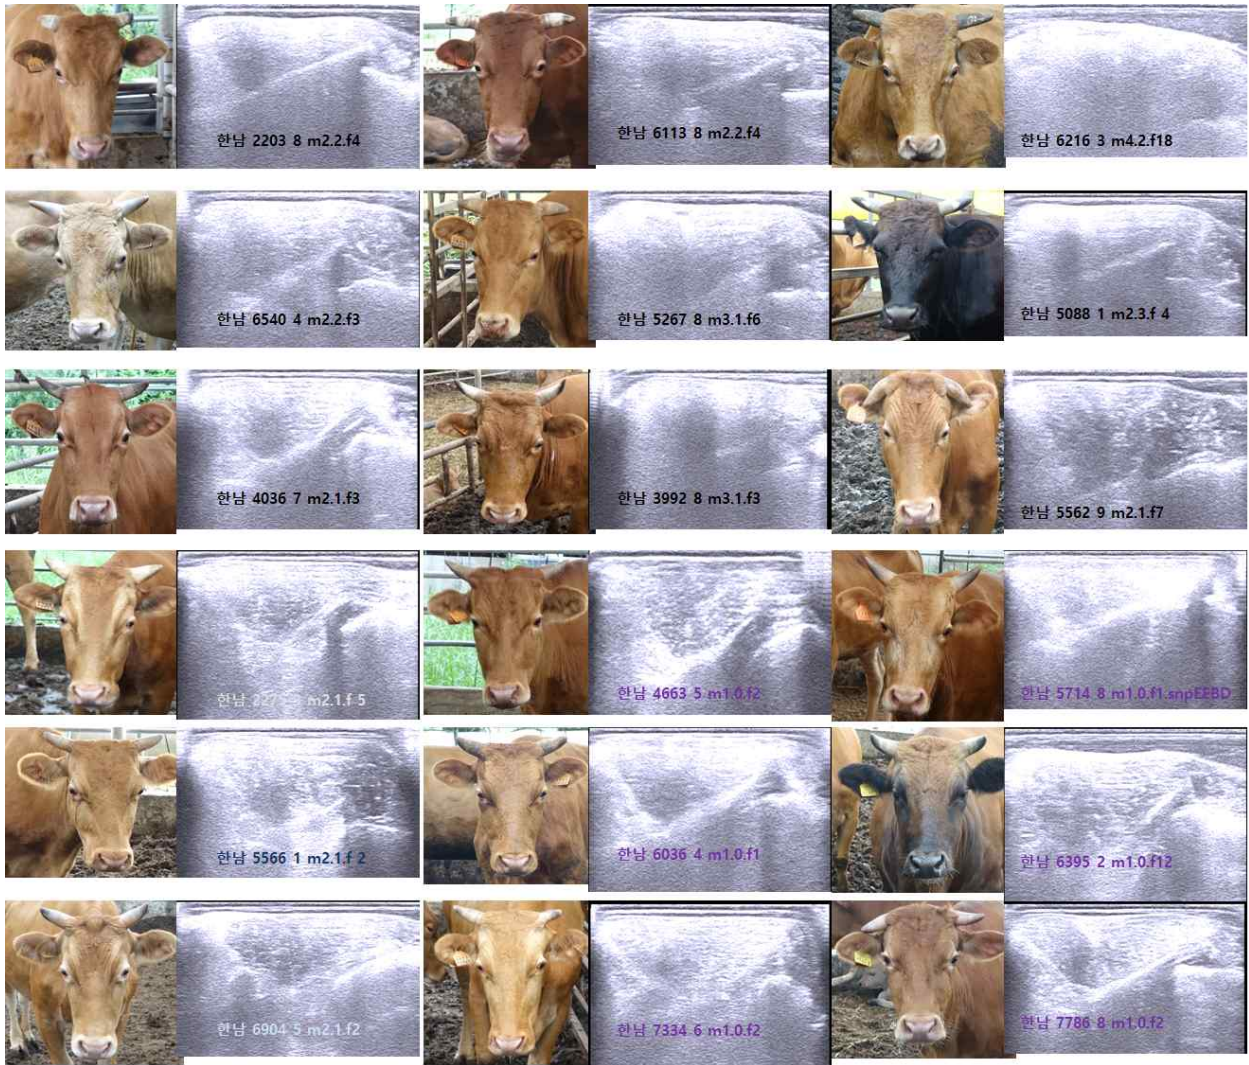 한남 2203 8 m2.2.f4
한남 6113 8 m2.2.f4
한남 6216 3 m4.2.f18
한남 6540 4 m2.2.f3
한남 5267 8 m3.1.f6
한남 5088 1 m2.3.f 4
한남 4036 7 m2.1.f3
한남 3992 8 m3.1.f3
한남 5562 9 m2.1.f7
한남 m2.1.f 5
한남 4663 5 m1.0.f2
한남 5714 8 m1.0.f1.snpEEBD
한남 5566 1 m2.1.f 2
한남 6036 4 m1.0.f1
한남 6395 2 m1.0.f12
한남 6904 5 m2.1.f2
한남 7334 6 m1.0.f2
한남 7786 8 m1.0.f2